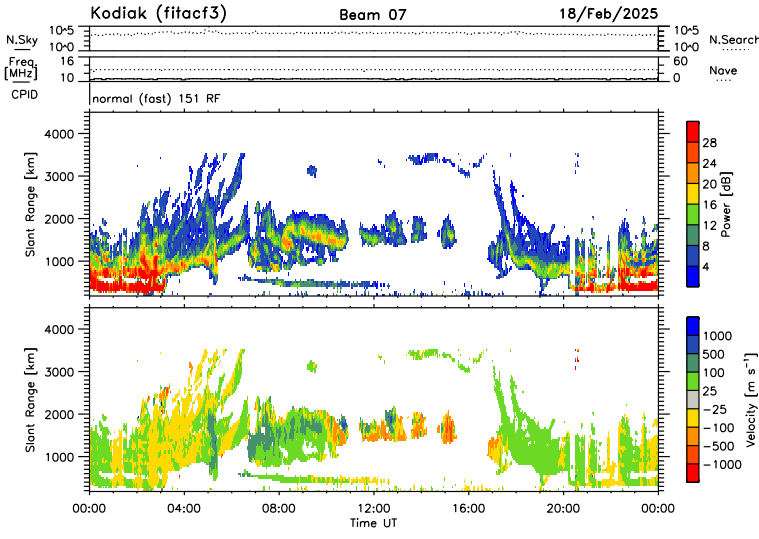 Kodiak (fitacf3) Beam 07 18/Feb/2025
N.Sky 10^5 10^0 10^5 10^0 N.Search
Freq. [MHz] 16 10 60 0 Nave
CPID normal (fast) 151 RF
Slant Range [km] 4000 3000 2000 1000
28 24 20 16 12 8 4 Power [dB]
Slant Range [km] 4000 3000 2000 1000
1000 500 100 25 −25 −100 −500 −1000 Velocity [m s⁻¹]
00:00 04:00 08:00 12:00 16:00 20:00 00:00
Time UT